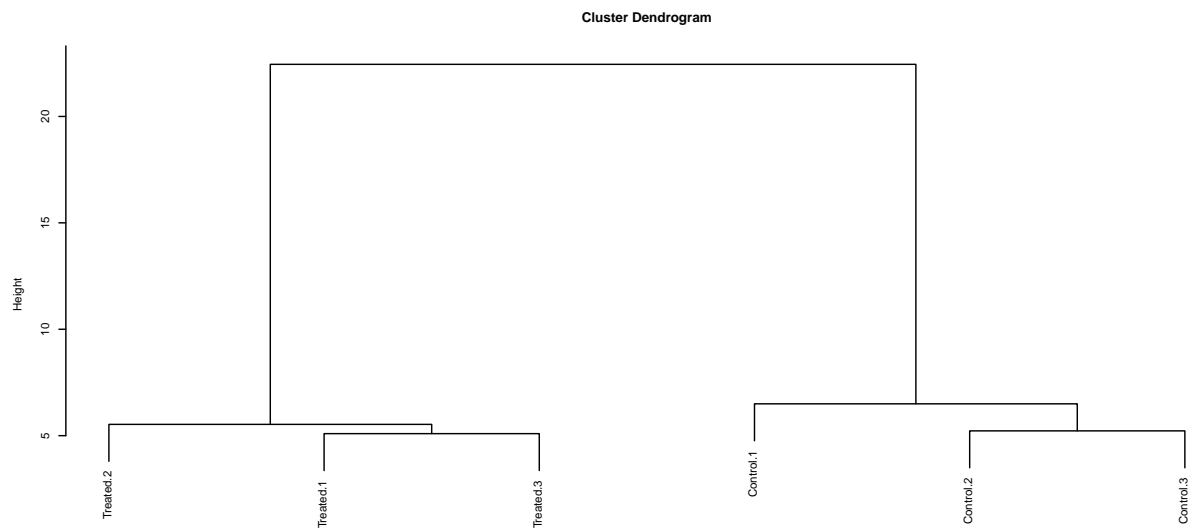 Cluster Dendrogram
Height
20
15
10
5
Treated.2
Treated.1
Treated.3
Control.1
Control.2
Control.3